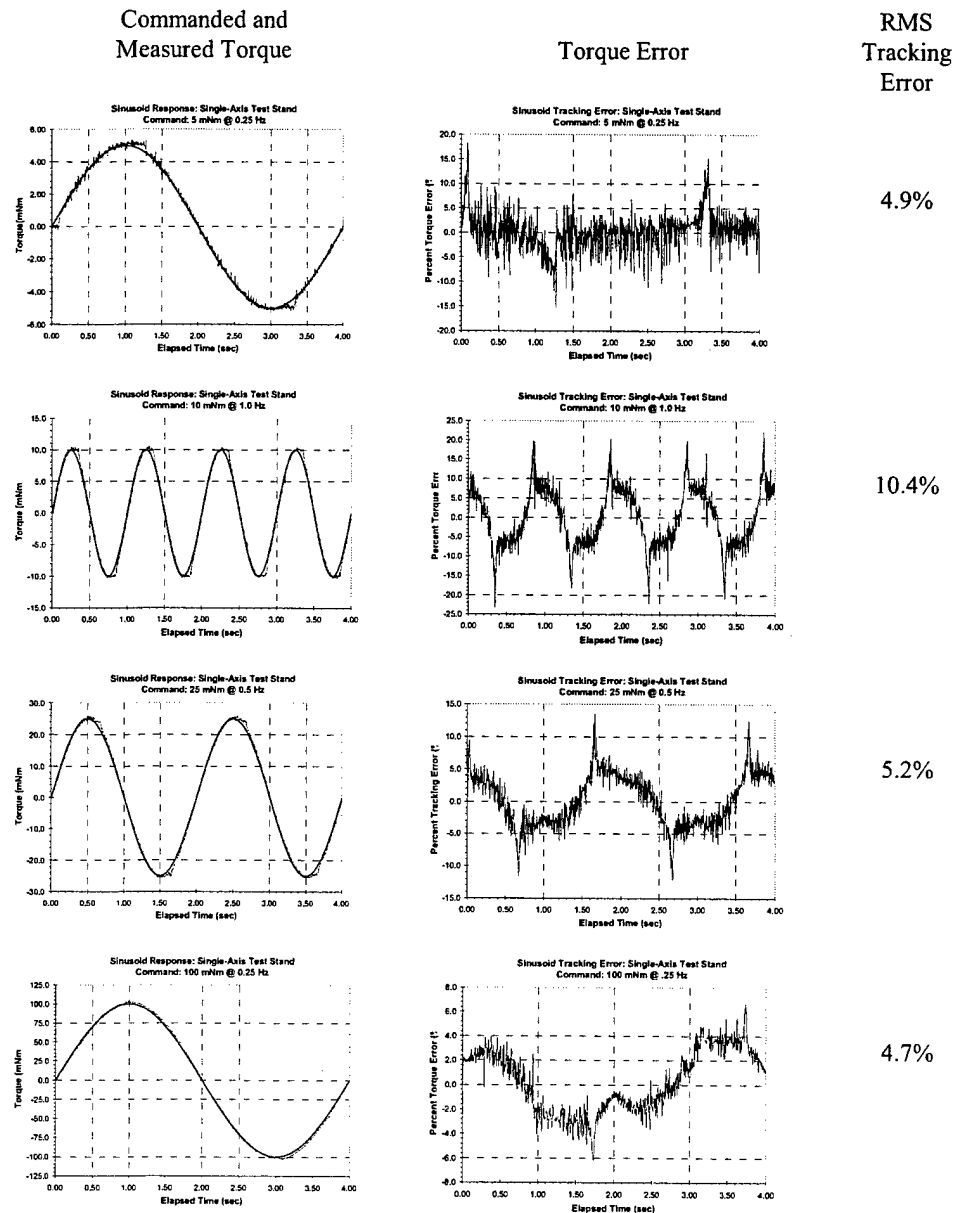 Commanded and
Measured Torque
Torque Error
RMS
Tracking
Error
Sinusoid Response: Single-Axis Test Stand
Command: 5 mNm @ 0.25 Hz
Torque[mNm
6.00
4.00
2.00
0.00
-2.00
-4.00
-6.00
0.00 0.50 1.00 1.50 2.00 2.50 3.00 3.50 4.00
Elapsed Time (sec)
Sinusoid Tracking Error: Single-Axis Test Stand
Command: 5 mNm @ 0.25 Hz
Percent Torque Error (%
20.0
15.0
10.0
5.0
0.0
-5.0
-10.0
-15.0
-20.0
0.00 0.50 1.00 1.50 2.00 2.50 3.00 3.50 4.00
Elapsed Time (sec)
4.9%
Sinusoid Response: Single-Axis Test Stand
Command: 10 mNm @ 1.0 Hz
Torque [mNm
15.0
10.0
5.0
0.0
-5.0
-10.0
-15.0
0.00 0.50 1.00 1.50 2.00 2.50 3.00 3.50 4.00
Elapsed Time (sec)
Sinusoid Tracking Error: Single-Axis Test Stand
Command: 10 mNm @ 1.0 Hz
Percent Torque Err
25.0
20.0
15.0
10.0
5.0
0.0
-5.0
-10.0
-15.0
-20.0
-25.0
0.00 0.50 1.00 1.50 2.00 2.50 3.00 3.50 4.00
Elapsed Time (sec)
10.4%
Sinusoid Response: Single-Axis Test Stand
Command: 25 mNm @ 0.5 Hz
Torque [mNm
30.0
20.0
10.0
0.0
-10.0
-20.0
-30.0
0.00 0.50 1.00 1.50 2.00 2.50 3.00 3.50 4.00
Elapsed Time (sec)
Sinusoid Tracking Error: Single-Axis Test Stand
Command: 25 mNm @ 0.5 Hz
Percent Tracking Error (%
15.0
10.0
5.0
0.0
-5.0
-10.0
-15.0
0.00 0.50 1.00 1.50 2.00 2.50 3.00 3.50 4.00
Elapsed Time (sec)
5.2%
Sinusoid Response: Single-Axis Test Stand
Command: 100 mNm @ 0.25 Hz
Torque [mNm
125.0
100.0
75.0
50.0
25.0
0.0
-25.0
-50.0
-75.0
-100.0
-125.0
0.00 0.50 1.00 1.50 2.00 2.50 3.00 3.50 4.00
Elapsed Time (sec)
Sinusoid Tracking Error: Single-Axis Test Stand
Command: 100 mNm @ .25 Hz
Percent Torque Error (%
8.0
6.0
4.0
2.0
0.0
-2.0
-4.0
-6.0
-8.0
0.00 0.50 1.00 1.50 2.00 2.50 3.00 3.50 4.00
Elapsed Time (sec)
4.7%